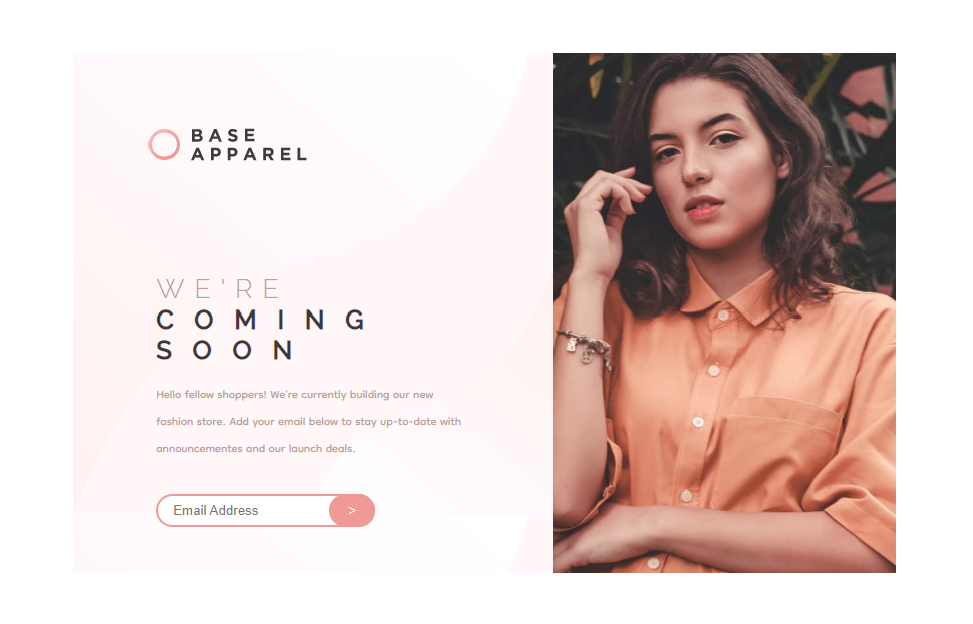 BASE
APPAREL
WE'RE
COMING
SOON
Hello fellow shoppers! We're currently building our new
fashion store. Add your email below to stay up-to-date with
announcementes and our launch deals.
Email Address >